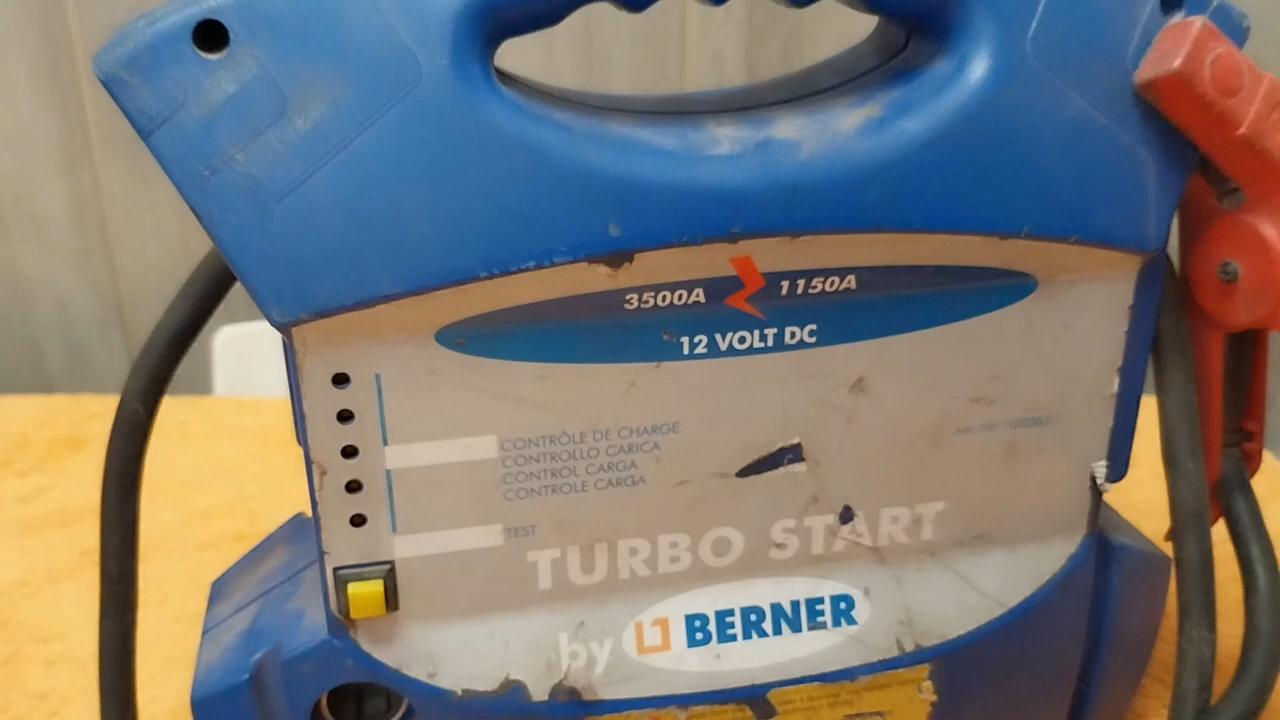 3500A 1150A
12 VOLT DC
CONTRÔLE DE CHARGE
CONTROLLO CARICA
CONTROL CARGA
CONTROLE CARGA
TEST
TURBO START
by BERNER